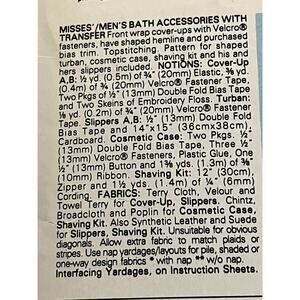 MISSES'/MEN'S BATH ACCESSORIES WITH
TRANSFER Front wrap cover-ups with Velcro®
fasteners, have shaped hemline and purchased
bias trim. Topstitching. Pattern for shaped
turban, cosmetic case, shaving kit and his and
hers slippers included. NOTIONS: Cover-Up
A,B: ½ yd. (0.5m) of ¾" (20mm) Elastic, ⅜ yd.
(0.4m) of ¾" (20mm) Velcro® Fastener Tape,
Two Pkgs of ½" (13mm) Double Fold Bias Tape
and Two Skeins of Embroidery Floss. Turban:
⅛ yd. (0.2m) of ¾" (20mm) Velcro® Fastener
Tape. Slippers A,B: ½" (13mm) Double Fold
Bias Tape and 14"x15" (36cmx38cm),
Cardboard. Cosmetic Case: Two Pkgs. ½"
(13mm) Double Fold Bias Tape, Three ½"
(13mm) Velcro® Fasteners, Plastic Glue, One
½" (13mm) Button and 1⅜ yds. (1.3m) of ⅜"
(10mm) Ribbon. Shaving Kit: 12" (30cm),
Zipper and 1½ yds. (1.4m) of ¼" (6mm)
Cording. FABRICS: Terry Cloth, Velour and
Towel Terry for Cover-Up, Slippers. Chintz,
Broadcloth and Poplin for Cosmetic Case,
Shaving Kit. Also Synthetic Leather and Suede
for Slippers, Shaving Kit. Unsuitable for obvious
diagonals. Allow extra fabric to match plaids or
stripes. Use nap yardages/layouts for pile, shaded or
one-way design fabrics * with nap ** w/o nap.
Interfacing Yardages, on Instruction Sheets.